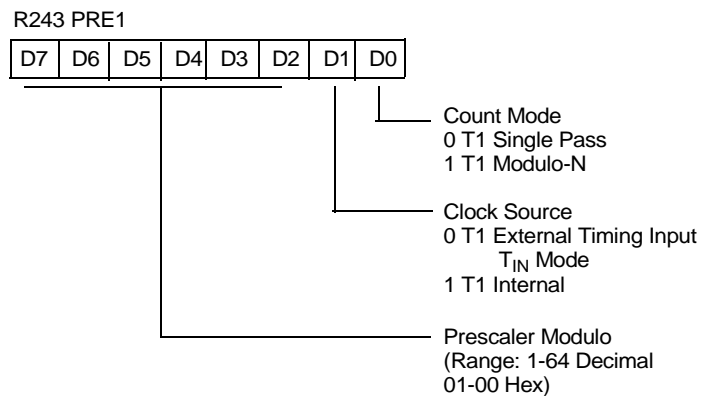 R243 PRE1
D7 D6 D5 D4 D3 D2 D1 D0
Count Mode
0 T1 Single Pass
1 T1 Modulo-N
Clock Source
0 T1 External Timing Input
TIN Mode
1 T1 Internal
Prescaler Modulo
(Range: 1-64 Decimal
01-00 Hex)